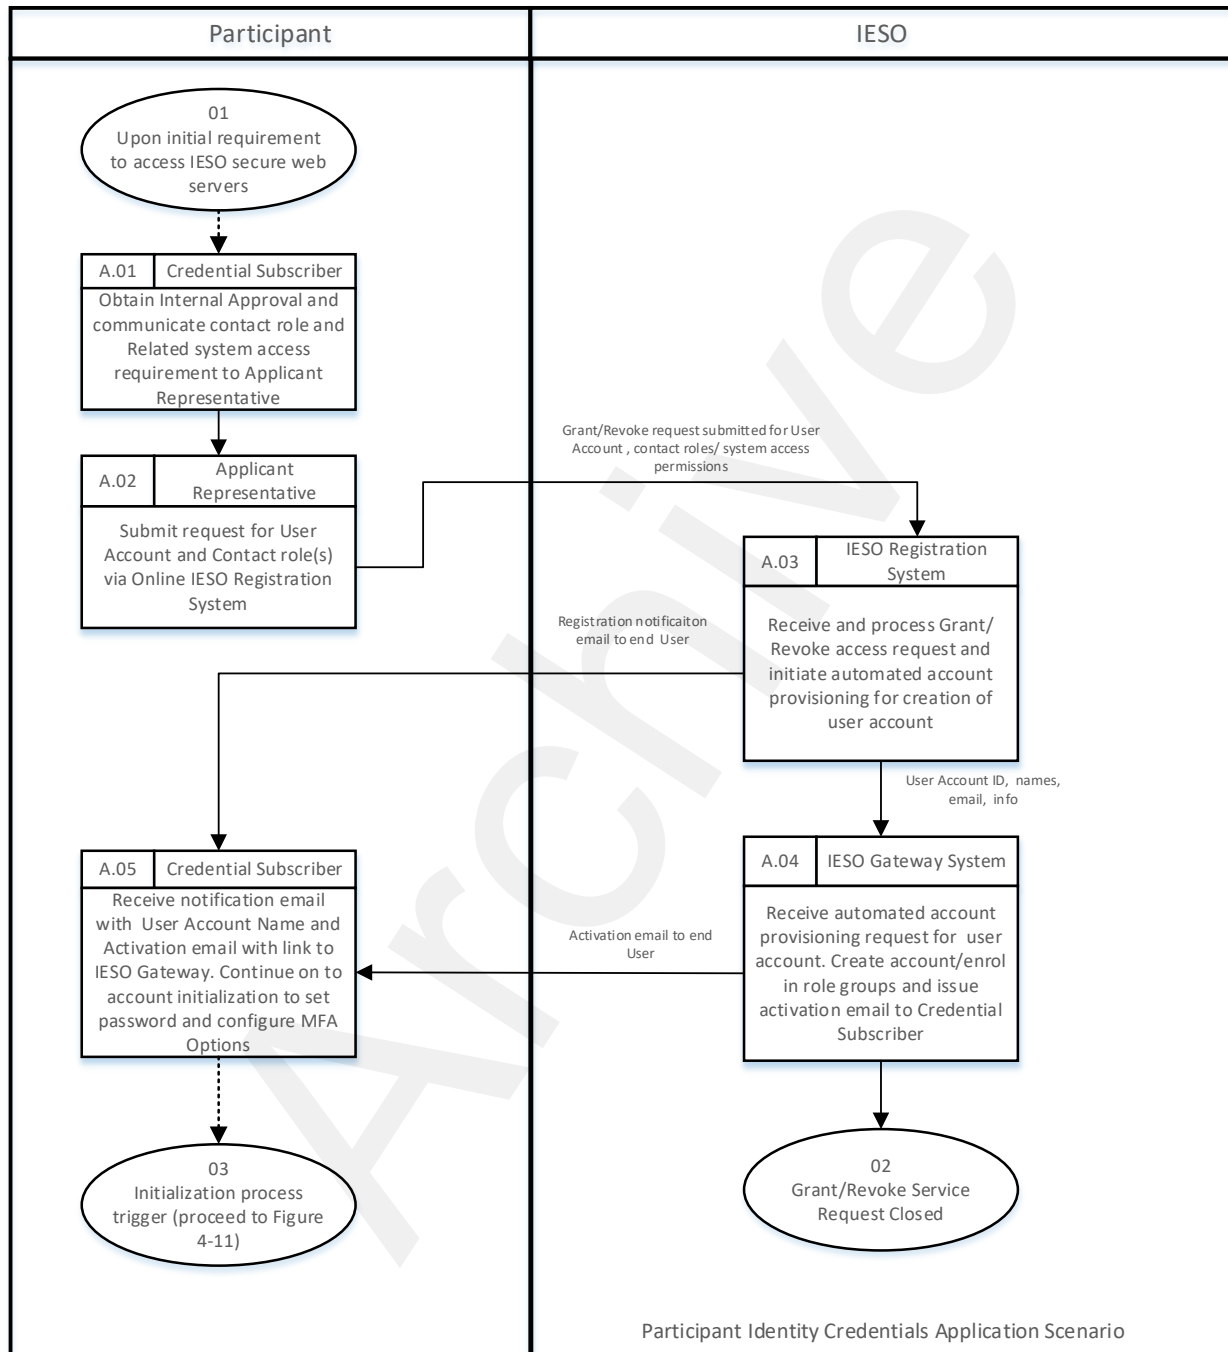 Participant
IESO
01
Upon initial requirement
to access IESO secure web
servers
A.01
Credential Subscriber
Obtain Internal Approval and
communicate contact role and
Related system access
requirement to Applicant
Representative
A.02
Applicant
Representative
Submit request for User
Account and Contact role(s)
via Online IESO Registration
System
Grant/Revoke request submitted for User
Account , contact roles/ system access
permissions
A.03
IESO Registration
System
Receive and process Grant/
Revoke access request and
initiate automated account
provisioning for creation of
user account
Registration notificaiton
email to end User
User Account ID, names,
email, info
A.05
Credential Subscriber
Receive notification email
with User Account Name and
Activation email with link to
IESO Gateway. Continue on to
account initialization to set
password and configure MFA
Options
Activation email to end
User
A.04
IESO Gateway System
Receive automated account
provisioning request for user
account. Create account/enrol
in role groups and issue
activation email to Credential
Subscriber
03
Initialization process
trigger (proceed to Figure
4-11)
02
Grant/Revoke Service
Request Closed
Participant Identity Credentials Application Scenario
Archive